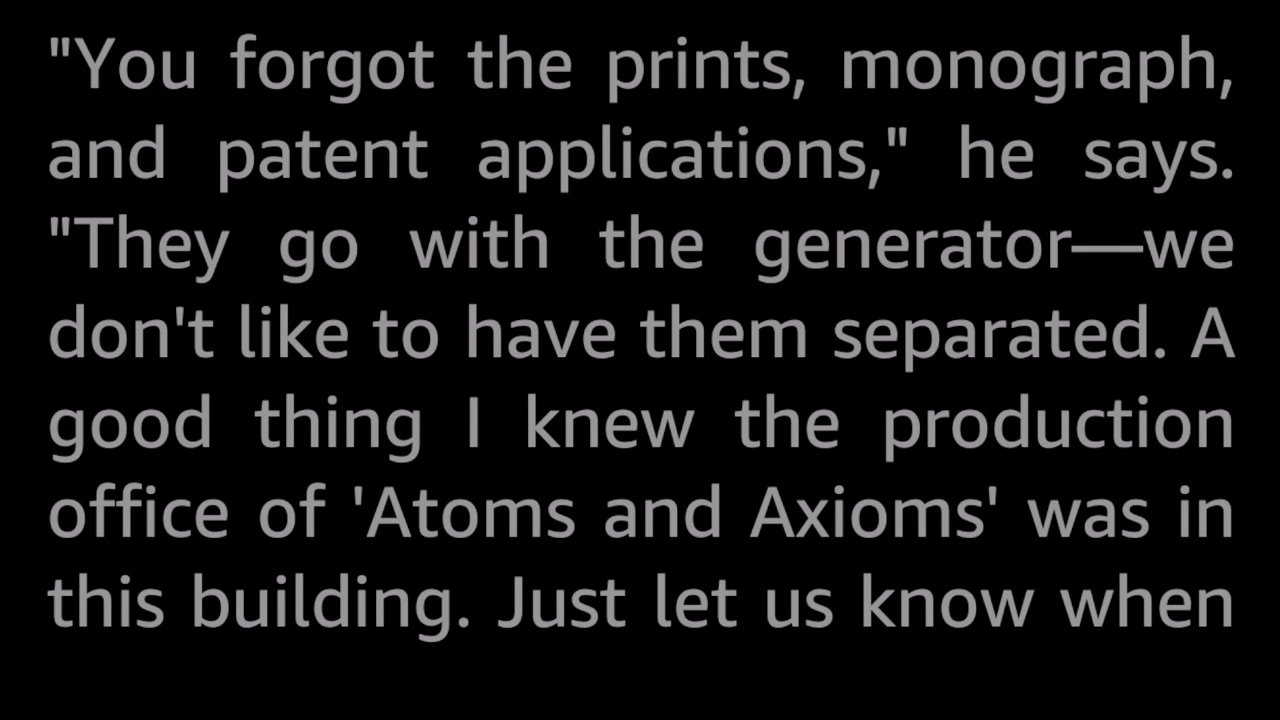 "You forgot the prints, monograph,
and patent applications," he says.
"They go with the generator—we
don't like to have them separated. A
good thing I knew the production
office of 'Atoms and Axioms' was in
this building. Just let us know when